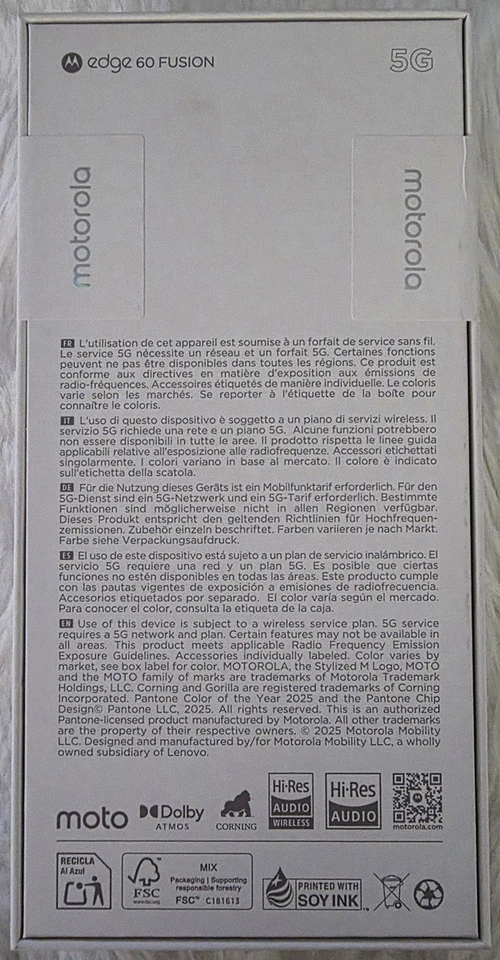 edge 60 FUSION
5G
motorola
motorola
FR L'utilisation de cet appareil est soumise à un forfait de service sans fil.
Le service 5G nécessite un réseau et un forfait 5G. Certaines fonctions
peuvent ne pas être disponibles dans toutes les régions. Ce produit est
conforme aux directives en matière d'exposition aux émissions de
radio-fréquences. Accessoires étiquetés de manière individuelle. Le coloris
varie selon les marchés. Se reporter à l'étiquette de la boîte pour
connaître le coloris.
IT L'uso di questo dispositivo è soggetto a un piano di servizi wireless. Il
servizio 5G richiede una rete e un piano 5G. Alcune funzioni potrebbero
non essere disponibili in tutte le aree. Il prodotto rispetta le linee guida
applicabili relative all'esposizione alle radiofrequenze. Accessori etichettati
singolarmente. I colori variano in base al mercato. Il colore è indicato
sull'etichetta della scatola.
DE Für die Nutzung dieses Geräts ist ein Mobilfunktarif erforderlich. Für den
5G-Dienst sind ein 5G-Netzwerk und ein 5G-Tarif erforderlich. Bestimmte
Funktionen sind möglicherweise nicht in allen Regionen verfügbar.
Dieses Produkt entspricht den geltenden Richtlinien für Hochfrequen-
zemissionen. Zubehör einzeln beschriftet. Farben variieren je nach Markt.
Farbe siehe Verpackungsaufdruck.
ES El uso de este dispositivo está sujeto a un plan de servicio inalámbrico. El
servicio 5G requiere una red y un plan 5G. Es posible que ciertas
funciones no estén disponibles en todas las áreas. Este producto cumple
con las pautas vigentes de exposición a emisiones de radiofrecuencia.
Accesorios etiquetados por separado. El color varía según el mercado.
Para conocer el color, consulta la etiqueta de la caja.
EN Use of this device is subject to a wireless service plan. 5G service
requires a 5G network and plan. Certain features may not be available in
all areas. This product meets applicable Radio Frequency Emission
Exposure Guidelines. Accessories individually labeled. Color varies by
market, see box label for color. MOTOROLA, the Stylized M Logo, MOTO
and the MOTO family of marks are trademarks of Motorola Trademark
Holdings, LLC. Corning and Gorilla are registered trademarks of Corning
Incorporated. Pantone Color of the Year 2025 and the Pantone Chip
Design© Pantone LLC, 2025. All rights reserved. This is an authorized
Pantone-licensed product manufactured by Motorola. All other trademarks
are the property of their respective owners. © 2025 Motorola Mobility
LLC. Designed and manufactured by/for Motorola Mobility LLC, a wholly
owned subsidiary of Lenovo.
moto
Dolby
ATMOS
CORNING
Hi-Res
AUDIO
WIRELESS
Hi-Res
AUDIO
motorola.com
RECICLA
Al Azul
FSC
www.fsc.org
MIX
Packaging | Supporting
responsible forestry
FSC™ C181613
PRINTED WITH
SOY INK™